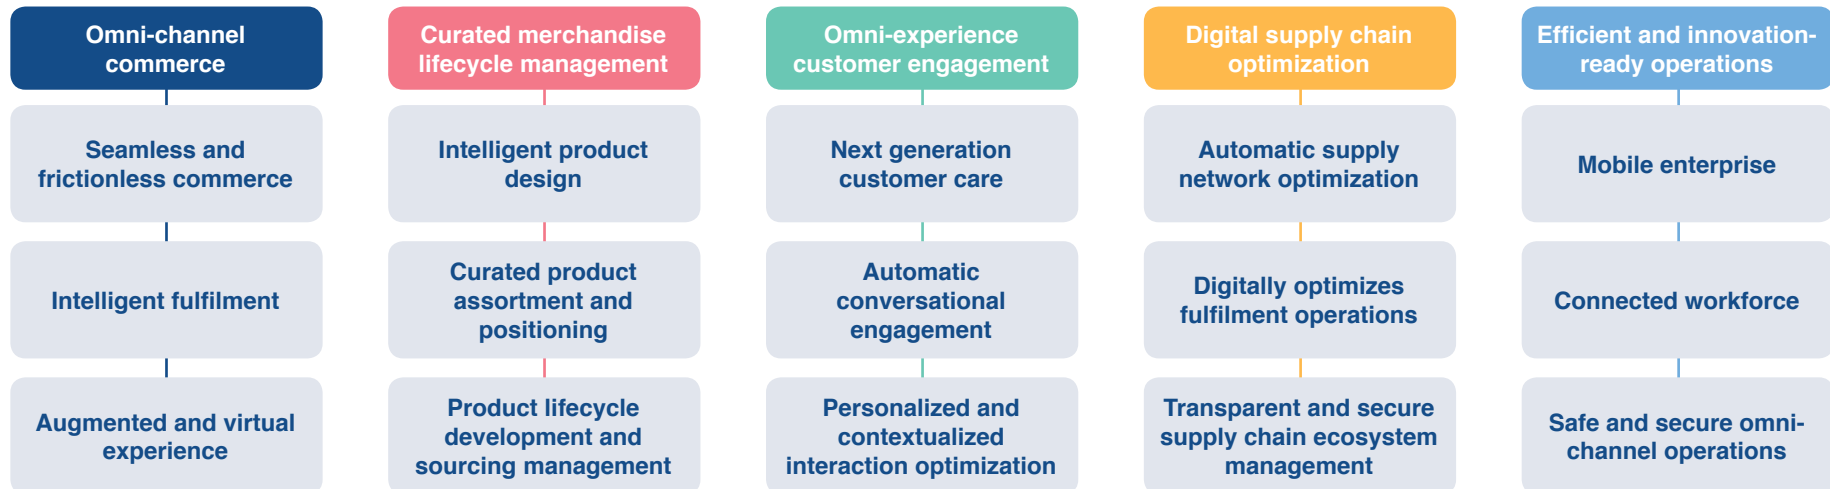 Omni-channel
commerce
Seamless and
frictionless commerce
Intelligent fulfilment
Augmented and virtual
experience
Curated merchandise
lifecycle management
Intelligent product
design
Curated product
assortment and
positioning
Product lifecycle
development and
sourcing management
Omni-experience
customer engagement
Next generation
customer care
Automatic
conversational
engagement
Personalized and
contextualized
interaction optimization
Digital supply chain
optimization
Automatic supply
network optimization
Digitally optimizes
fulfilment operations
Transparent and secure
supply chain ecosystem
management
Efficient and innovation-
ready operations
Mobile enterprise
Connected workforce
Safe and secure omni-
channel operations